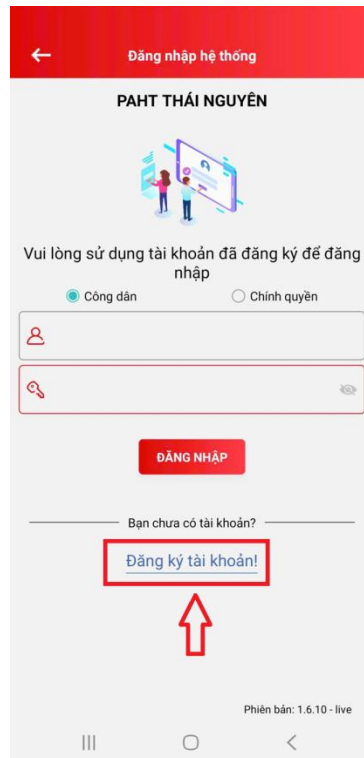 Đăng nhập hệ thống
PAHT THÁI NGUYÊN
Vui lòng sử dụng tài khoản đã đăng ký để đăng
nhập
Công dân
Chính quyền
ĐĂNG NHẬP
Bạn chưa có tài khoản?
Đăng ký tài khoản!
Phiên bản: 1.6.10 - live